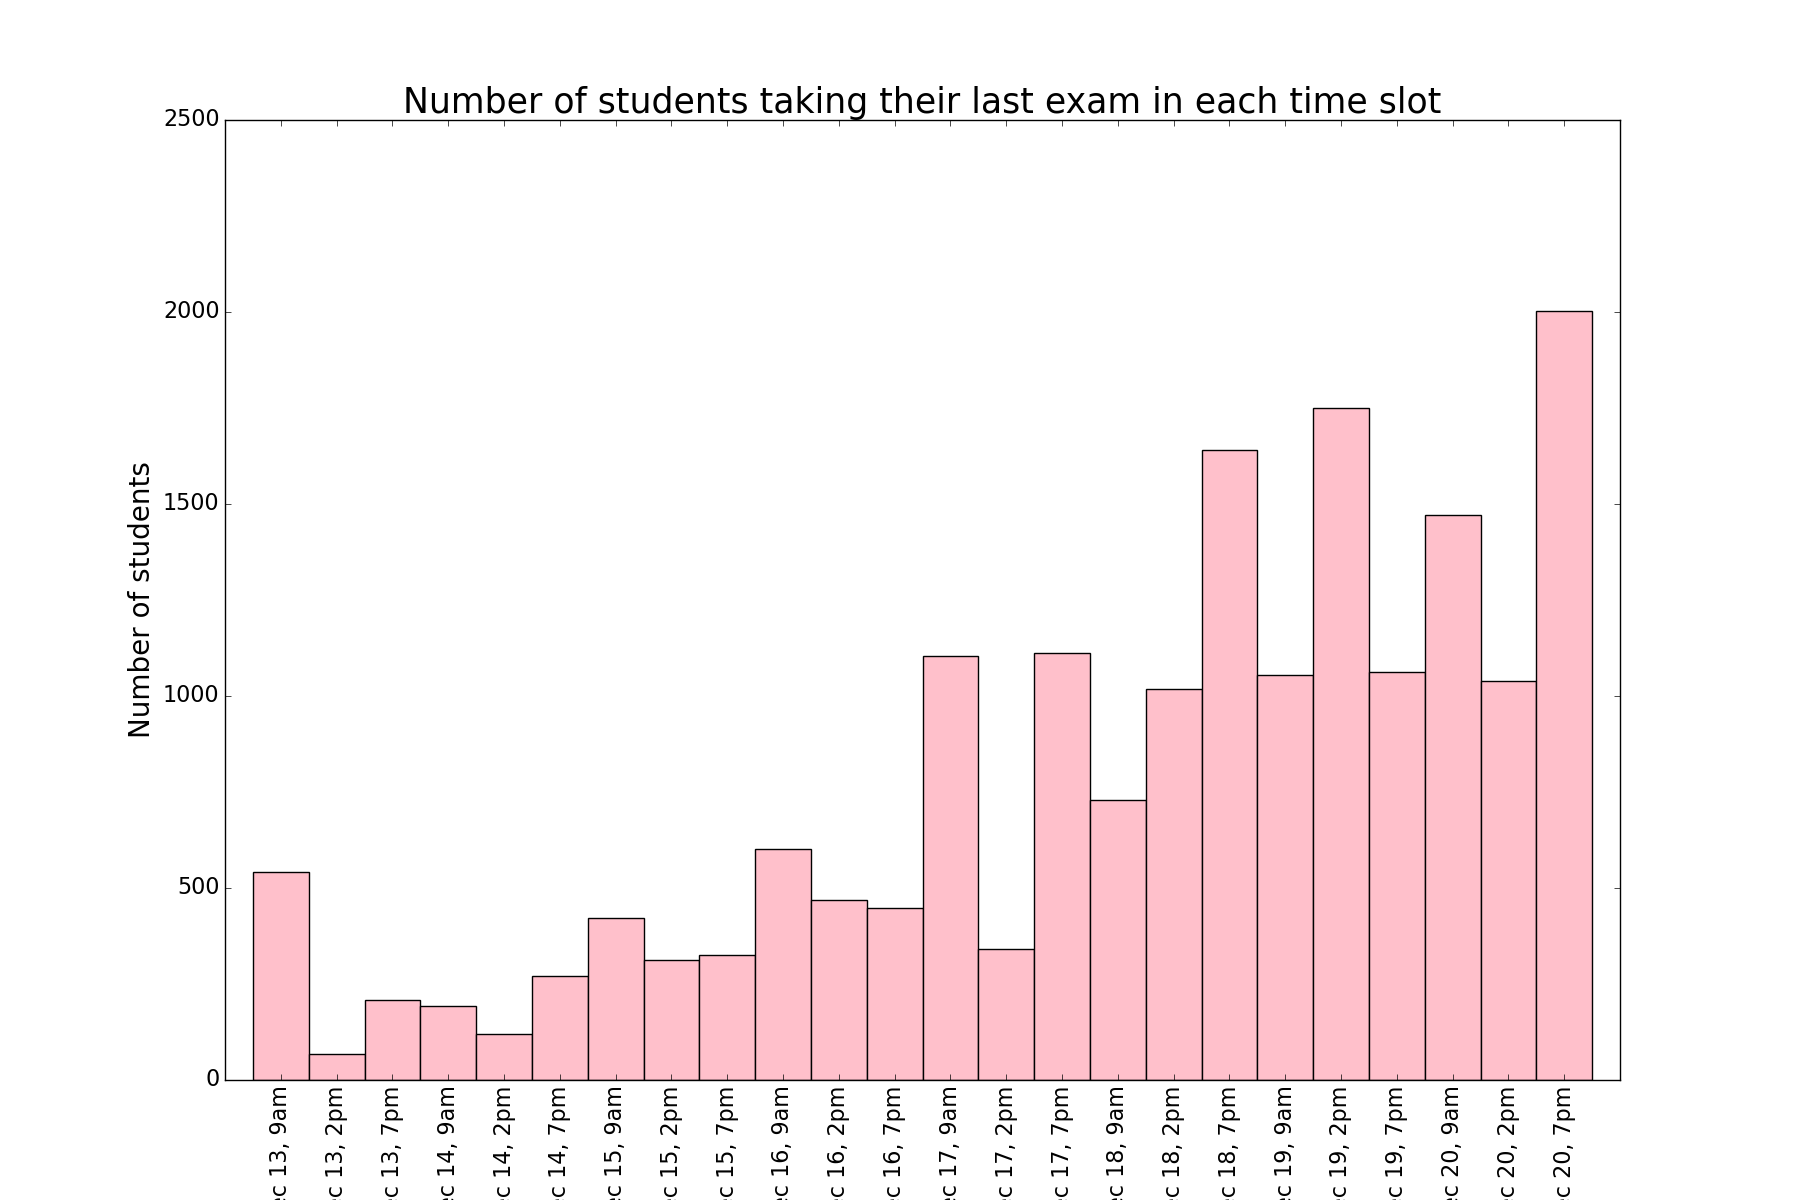 Number of students taking their last exam in each time slot
Number of students
2500
2000
1500
1000
500
0
c 13, 9am
c 13, 2pm
c 13, 7pm
c 14, 9am
c 14, 2pm
c 14, 7pm
c 15, 9am
c 15, 2pm
c 15, 7pm
c 16, 9am
c 16, 2pm
c 16, 7pm
c 17, 9am
c 17, 2pm
c 17, 7pm
c 18, 9am
c 18, 2pm
c 18, 7pm
c 19, 9am
c 19, 2pm
c 19, 7pm
c 20, 9am
c 20, 2pm
c 20, 7pm